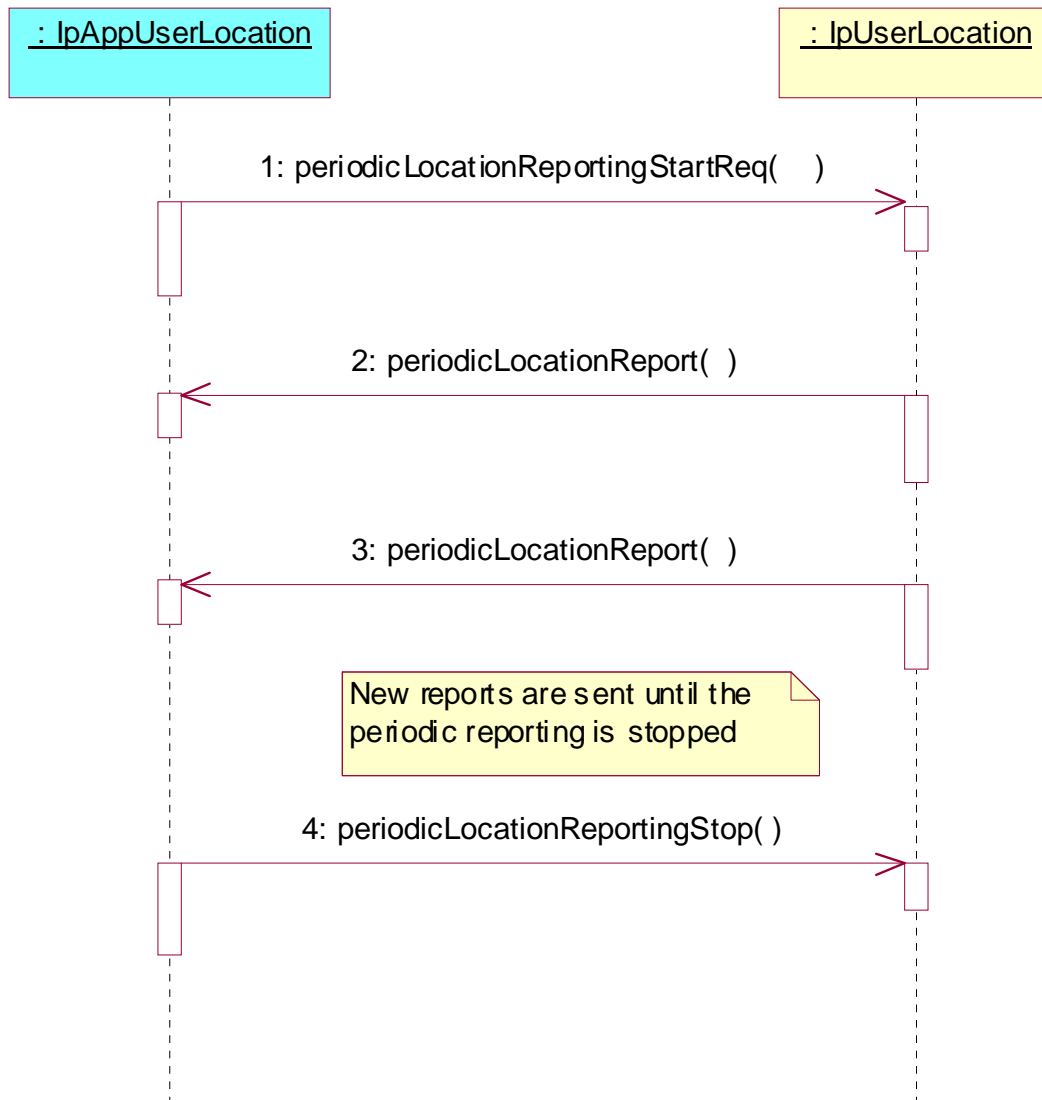 : IpAppUserLocation
: IpUserLocation
1: periodicLocationReportingStartReq( )
2: periodicLocationReport( )
3: periodicLocationReport( )
New reports are sent until the
periodic reporting is stopped
4: periodicLocationReportingStop( )